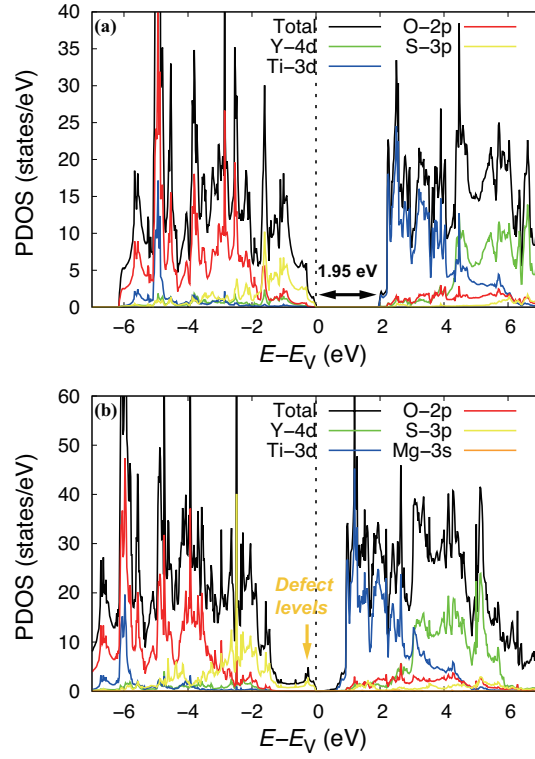 (a)
Total
O−2p
Y−4d
S−3p
Ti−3d
40
35
30
25
20
15
10
5
0
PDOS (states/eV)
1.95 eV
−6
−4
−2
0
2
4
6
E−E_V (eV)
(b)
Total
O−2p
Y−4d
S−3p
Ti−3d
Mg−3s
60
50
40
30
20
10
0
PDOS (states/eV)
Defect
levels
−6
−4
−2
0
2
4
6
E−E_V (eV)